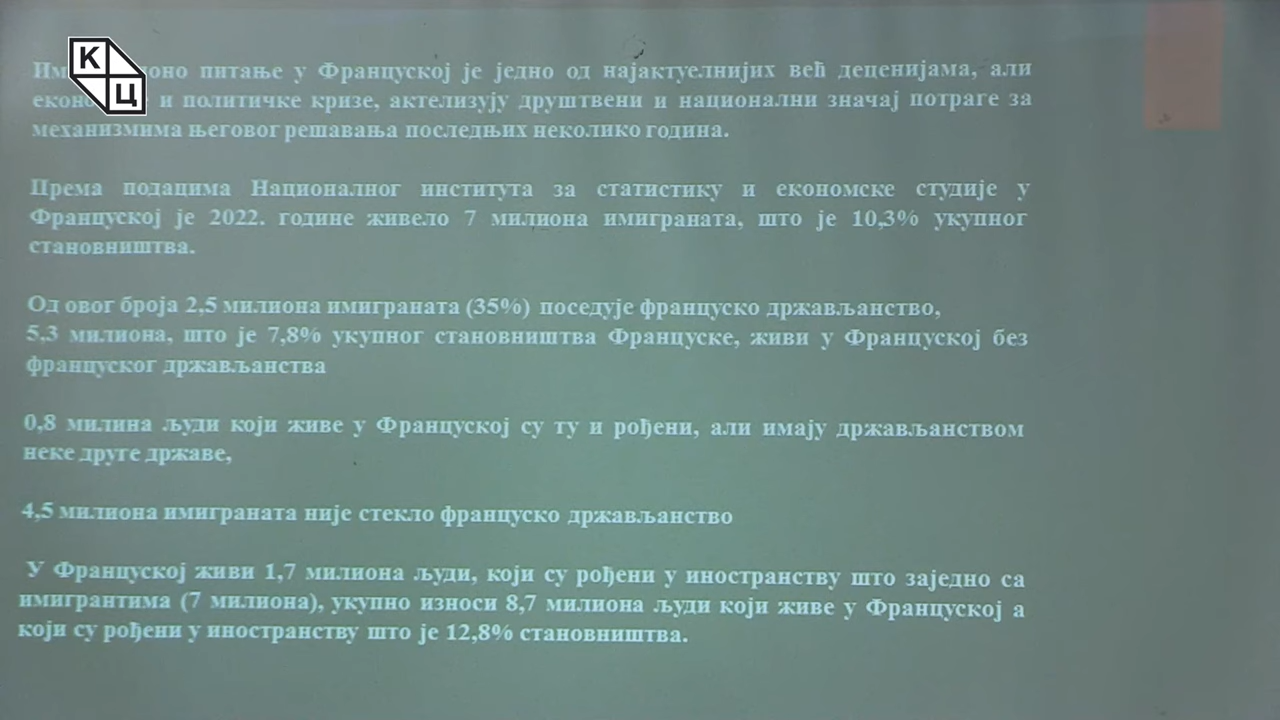 К
Ц
питање у Француској је једно од најактуелнијих већ деценијама, али
и политичке кризе, актелизују друштвени и национални значај потраге за
механизмима његовог решавања последњих неколико година.
Према подацима Националног института за статистику и економске студије у
Француској је 2022. године живело 7 милиона имиграната, што је 10,3% укупног
становништва.
Од овог броја 2,5 милиона имиграната (35%) поседује француско држављанство,
5,3 милиона, што је 7,8% укупног становништва Француске, живи у Француској без
француског држављанства
0,8 милина људи који живе у Француској су ту и рођени, али имају држављанством
неке друге државе,
4,5 милиона имиграната није стекло француско држављанство
У Француској живи 1,7 милиона људи, који су рођени у иностранству што заједно са
имигрантима (7 милиона), укупно износи 8,7 милиона људи који живе у Француској а
који су рођени у иностранству што је 12,8% становништва.